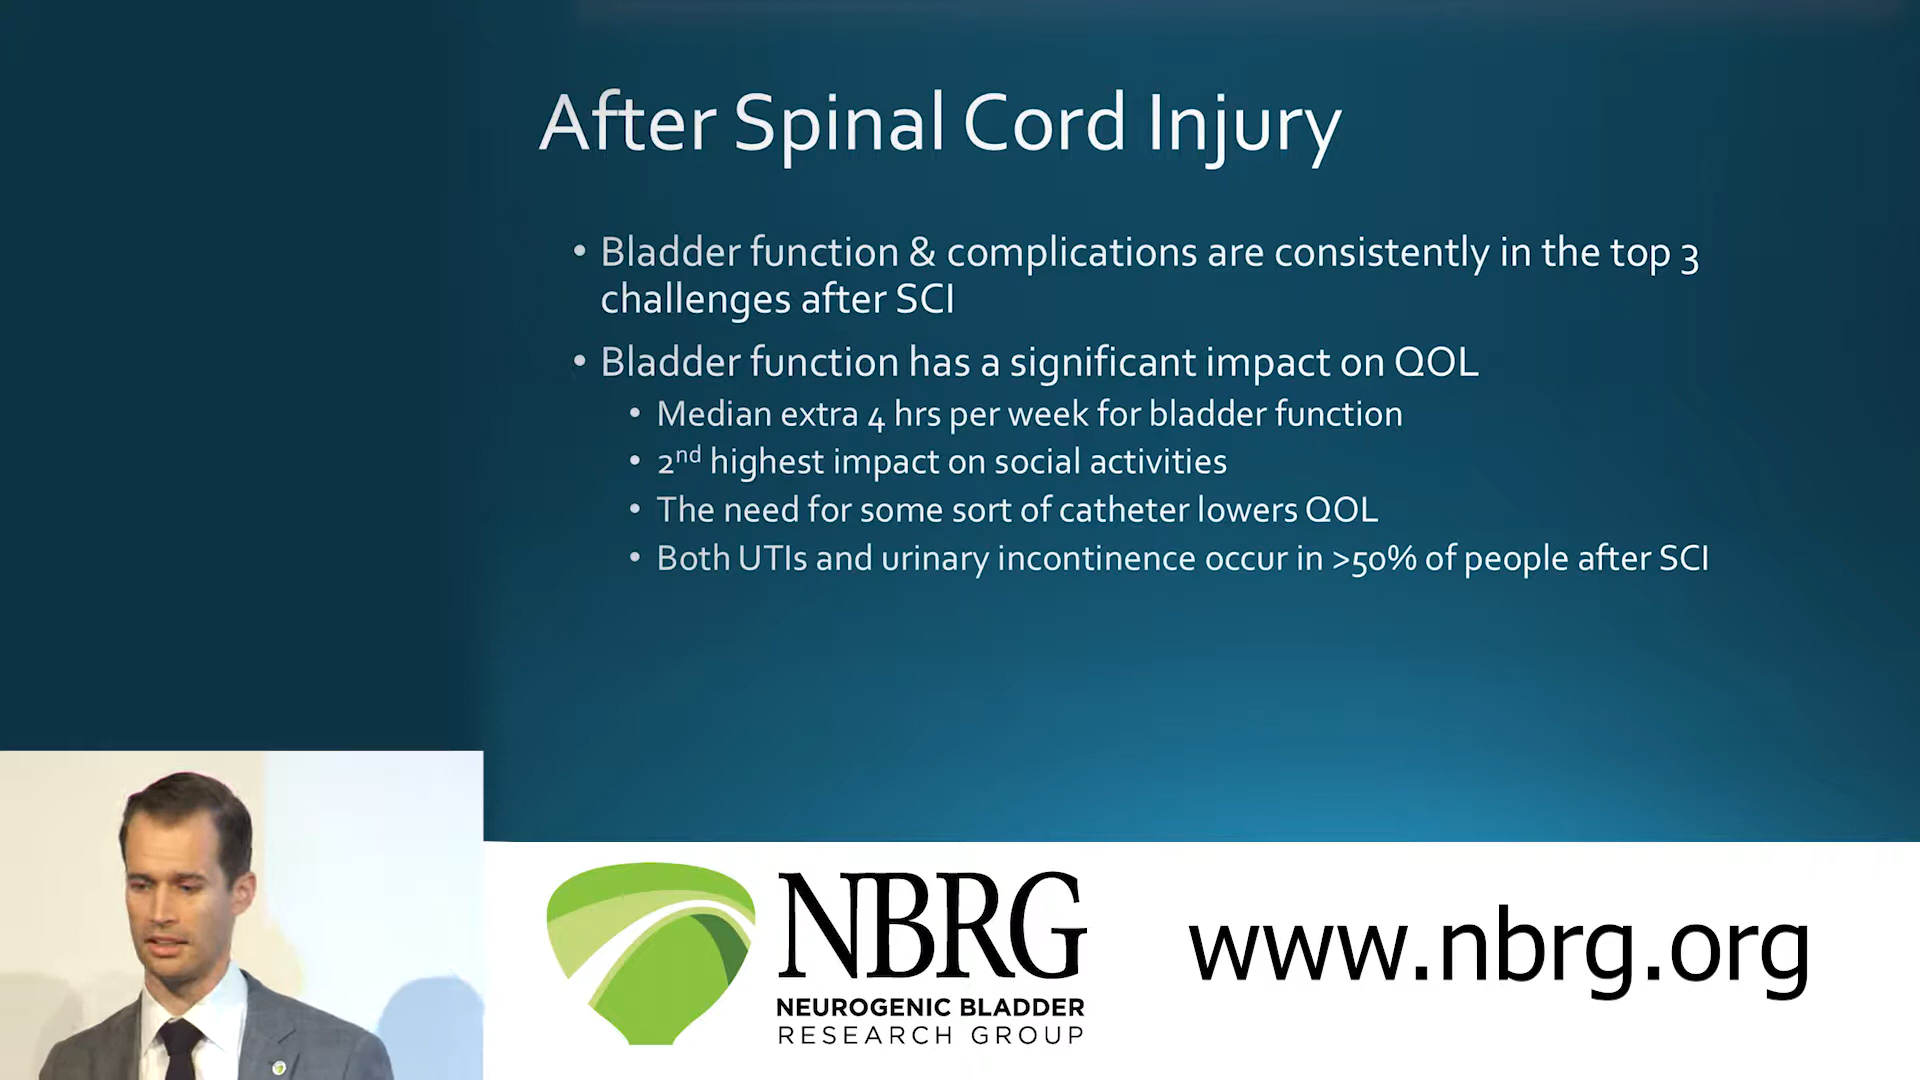 After Spinal Cord Injury
• Bladder function & complications are consistently in the top 3
challenges after SCI
• Bladder function has a significant impact on QOL
• Median extra 4 hrs per week for bladder function
• 2nd highest impact on social activities
• The need for some sort of catheter lowers QOL
• Both UTIs and urinary incontinence occur in >50% of people after SCI
NBRG
NEUROGENIC BLADDER
RESEARCH GROUP
www.nbrg.org